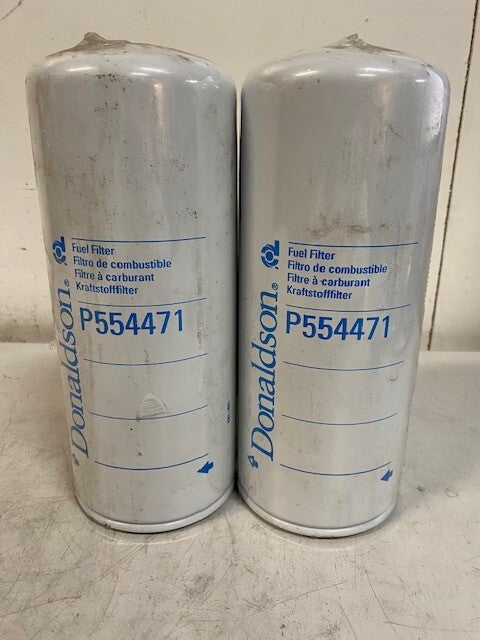 Donaldson®
Fuel Filter
Filtro de combustible
Filtre à carburant
Kraftstofffilter
P554471
Donaldson®
Fuel Filter
Filtro de combustible
Filtre à carburant
Kraftstofffilter
P554471